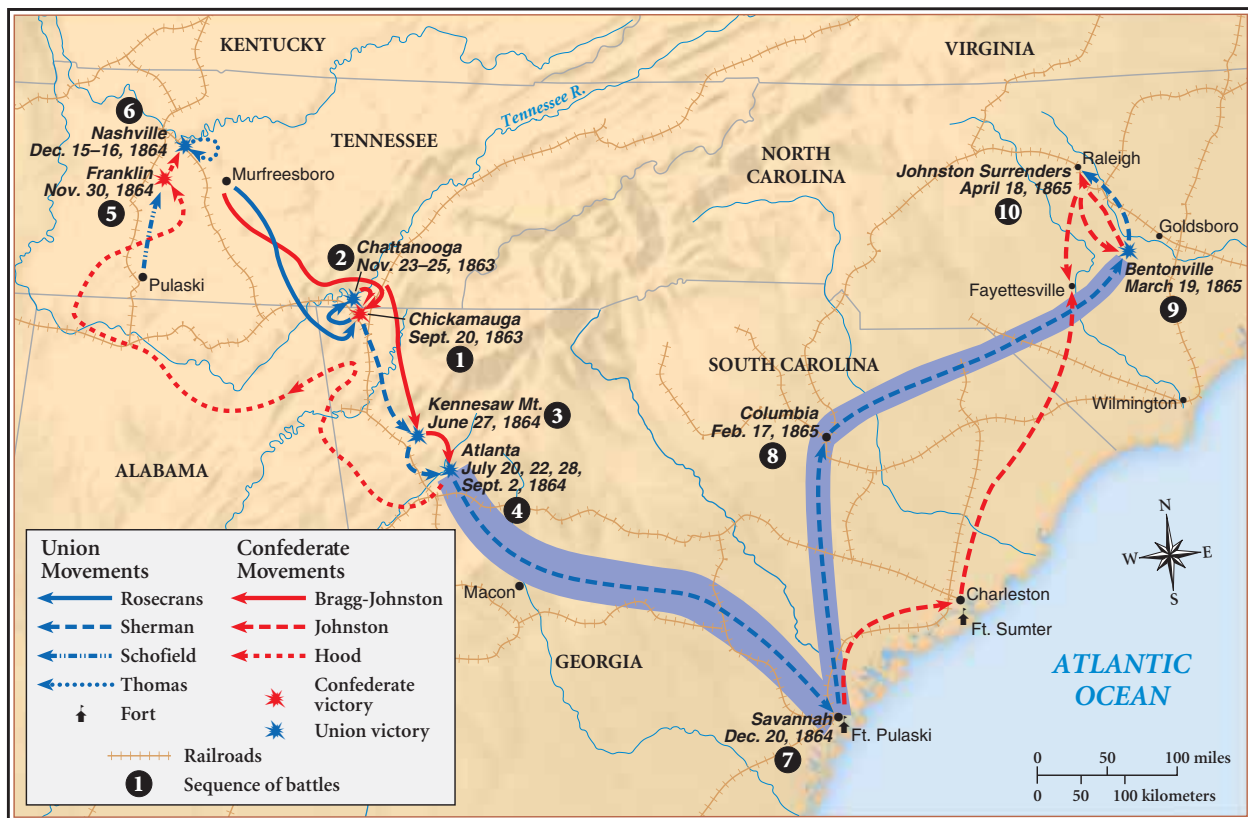 KENTUCKY
VIRGINIA
Tennessee R.
6
Nashville
Dec. 15–16, 1864
TENNESSEE
Franklin
Nov. 30, 1864
5
Murfreesboro
NORTH
CAROLINA
Raleigh
Johnston Surrenders
April 18, 1865
10
Goldsboro
2
Chattanooga
Nov. 23–25, 1863
Pulaski
Bentonville
March 19, 1865
9
Fayettesville
Chickamauga
Sept. 20, 1863
1
SOUTH CAROLINA
Kennesaw Mt.
June 27, 1864
3
Columbia
Feb. 17, 1865
8
Wilmington
ALABAMA
Atlanta
July 20, 22, 28,
Sept. 2, 1864
4
Macon
Charleston
Ft. Sumter
GEORGIA
ATLANTIC
OCEAN
Savannah
Dec. 20, 1864
7
Ft. Pulaski
N
W
E
S
0 50 100 miles
0 50 100 kilometers
Union
Movements
Rosecrans
Sherman
Schofield
Thomas
Fort
Confederate
Movements
Bragg-Johnston
Johnston
Hood
Confederate
victory
Union victory
Railroads
1 Sequence of battles